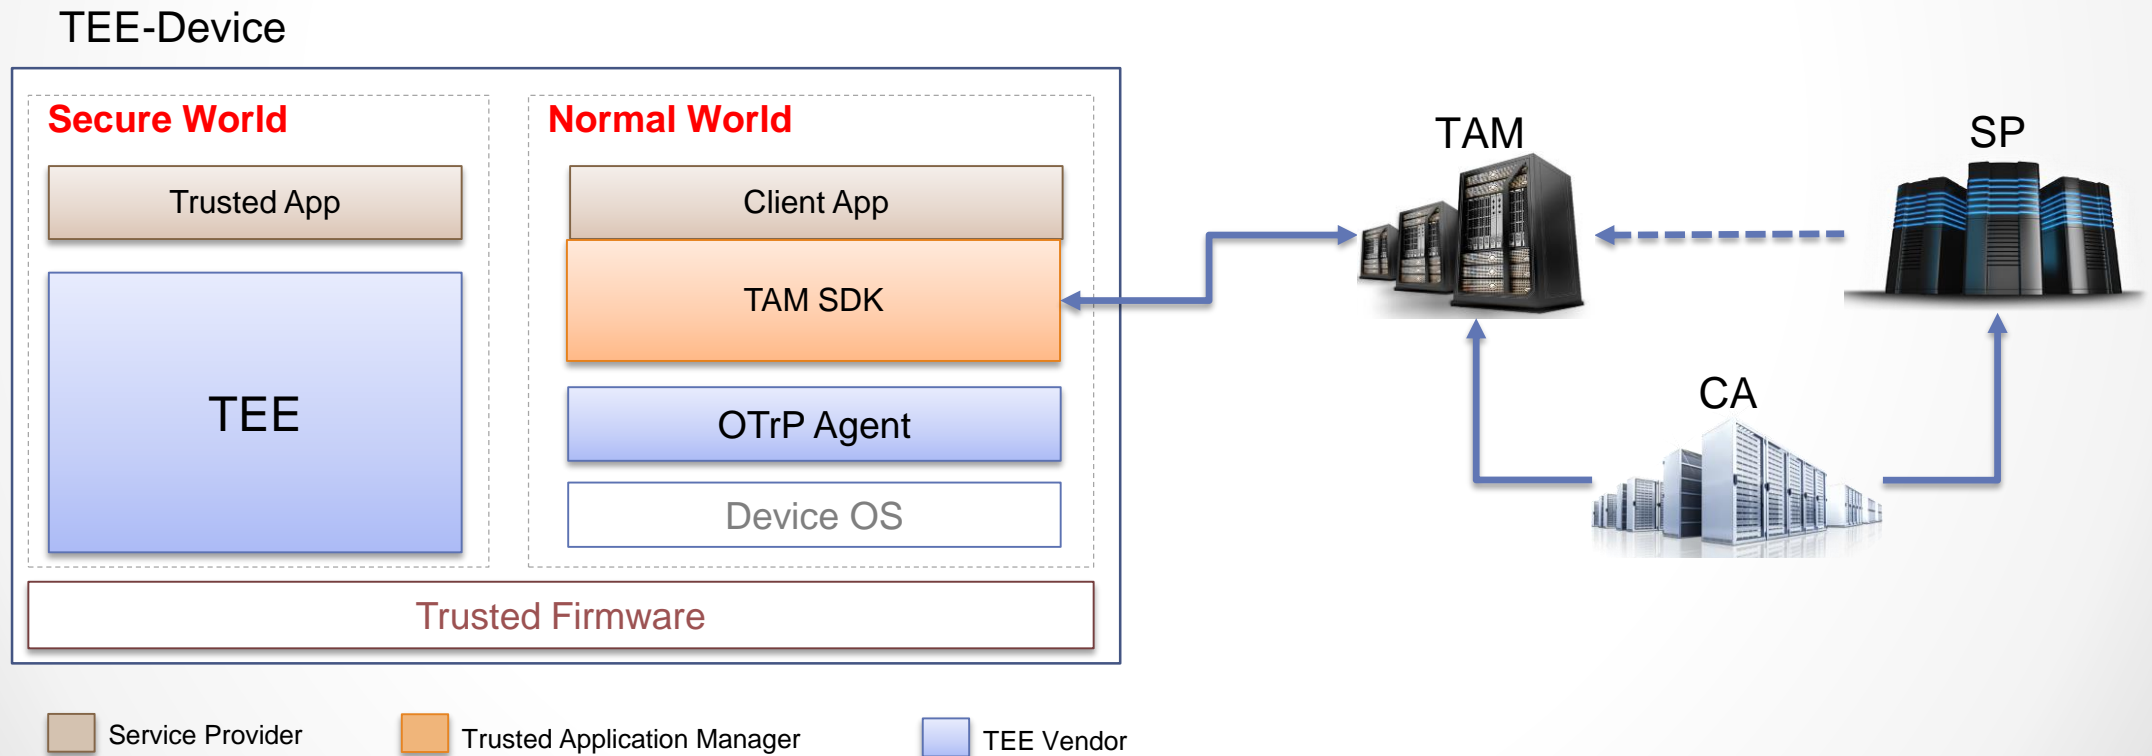 TEE-Device
Secure World
Normal World
Trusted App
Client App
TAM SDK
TEE
OTrP Agent
Device OS
Trusted Firmware
TAM
SP
CA
Service Provider
Trusted Application Manager
TEE Vendor